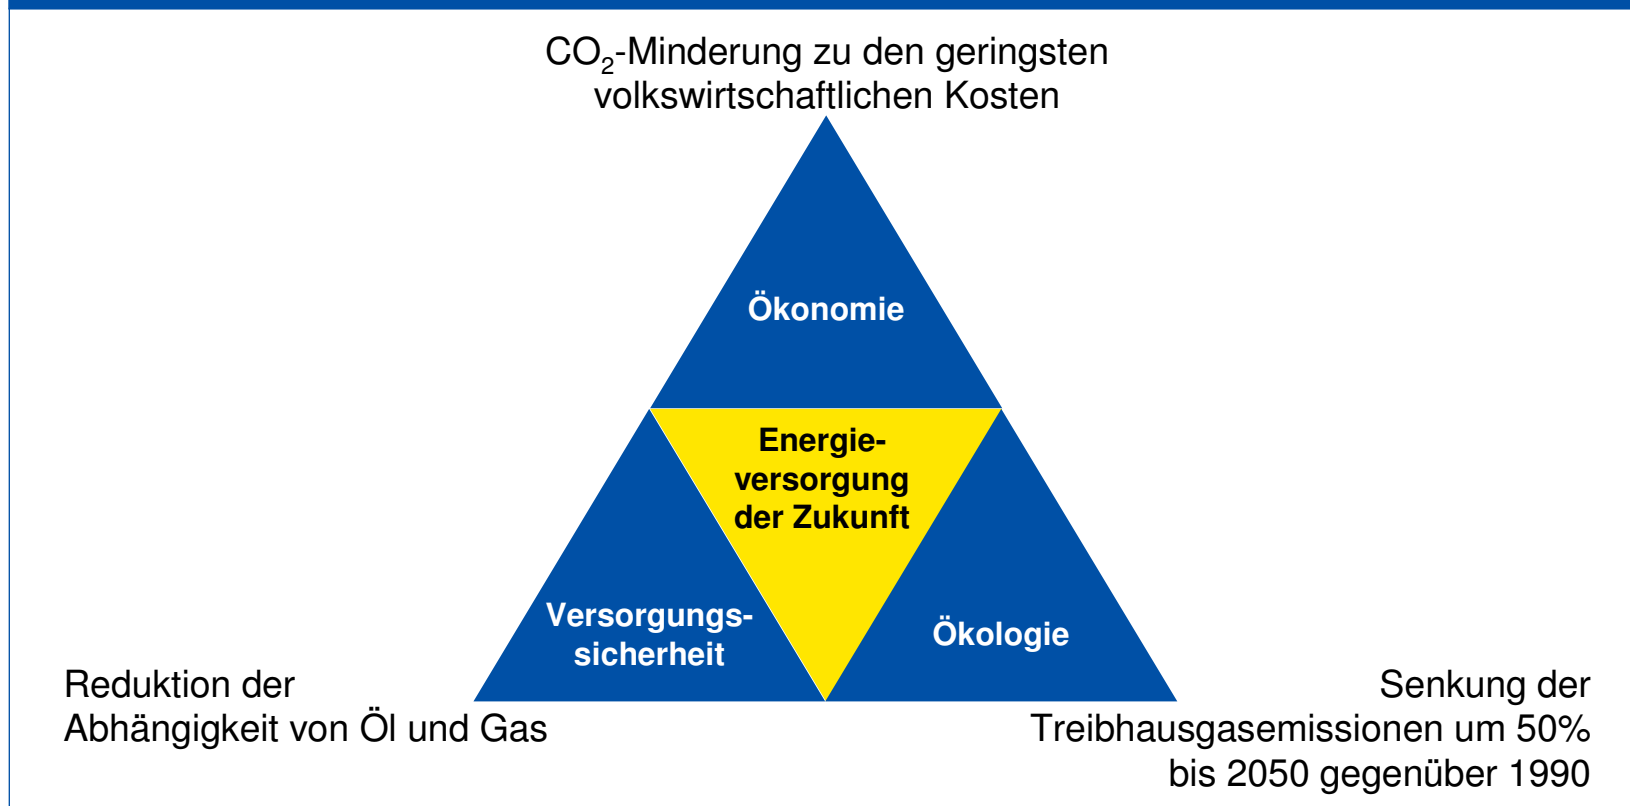 CO₂-Minderung zu den geringsten
volkswirtschaftlichen Kosten
Ökonomie
Energie-
versorgung
der Zukunft
Versorgungs-
sicherheit
Ökologie
Reduktion der
Abhängigkeit von Öl und Gas
Senkung der
Treibhausgasemissionen um 50%
bis 2050 gegenüber 1990